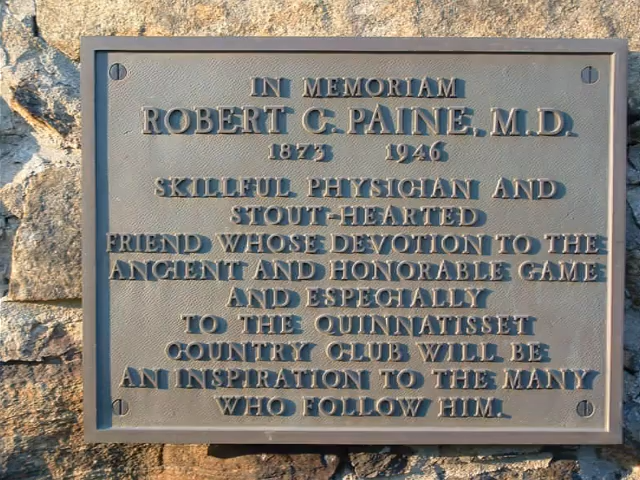 IN MEMORIAM
ROBERT C. PAINE, M.D.
1873 1946
SKILLFUL PHYSICIAN AND
STOUT-HEARTED
FRIEND WHOSE DEVOTION TO THE
ANCIENT AND HONORABLE GAME
AND ESPECIALLY
TO THE QUINNATISSET
COUNTRY CLUB WILL BE
AN INSPIRATION TO THE MANY
WHO FOLLOW HIM.